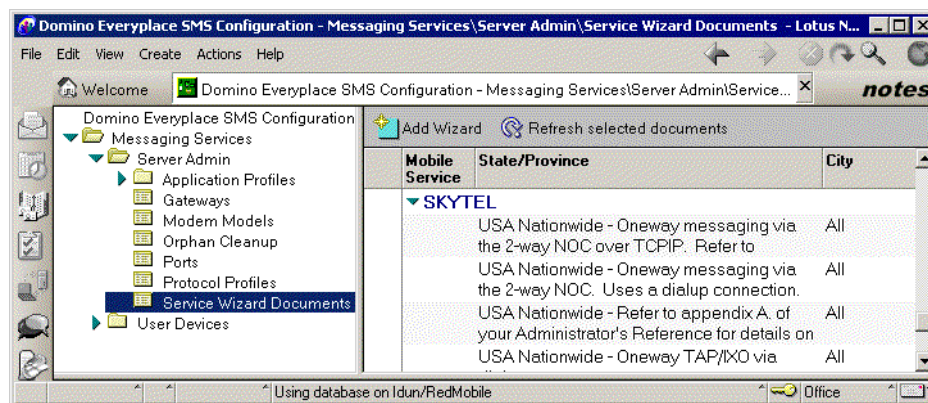 Domino Everyplace SMS Configuration - Messaging Services\Server Admin\Service Wizard Documents - Lotus N...
File Edit View Create Actions Help
Welcome Domino Everyplace SMS Configuration - Messaging Services\Server Admin\Service... notes
Domino Everyplace SMS Configuration
Messaging Services
Server Admin
Application Profiles
Gateways
Modem Models
Orphan Cleanup
Ports
Protocol Profiles
Service Wizard Documents
User Devices
Add Wizard Refresh selected documents
Mobile Service State/Province City
SKYTEL
USA Nationwide - Oneway messaging via All
the 2-way NOC over TCPIP. Refer to
USA Nationwide - Oneway messaging via All
the 2-way NOC. Uses a dialup connection.
USA Nationwide - Refer to appendix A. of All
your Administrator's Reference for details on
USA Nationwide - Oneway TAP/IXO via All
Using database on Idun/RedMobile Office